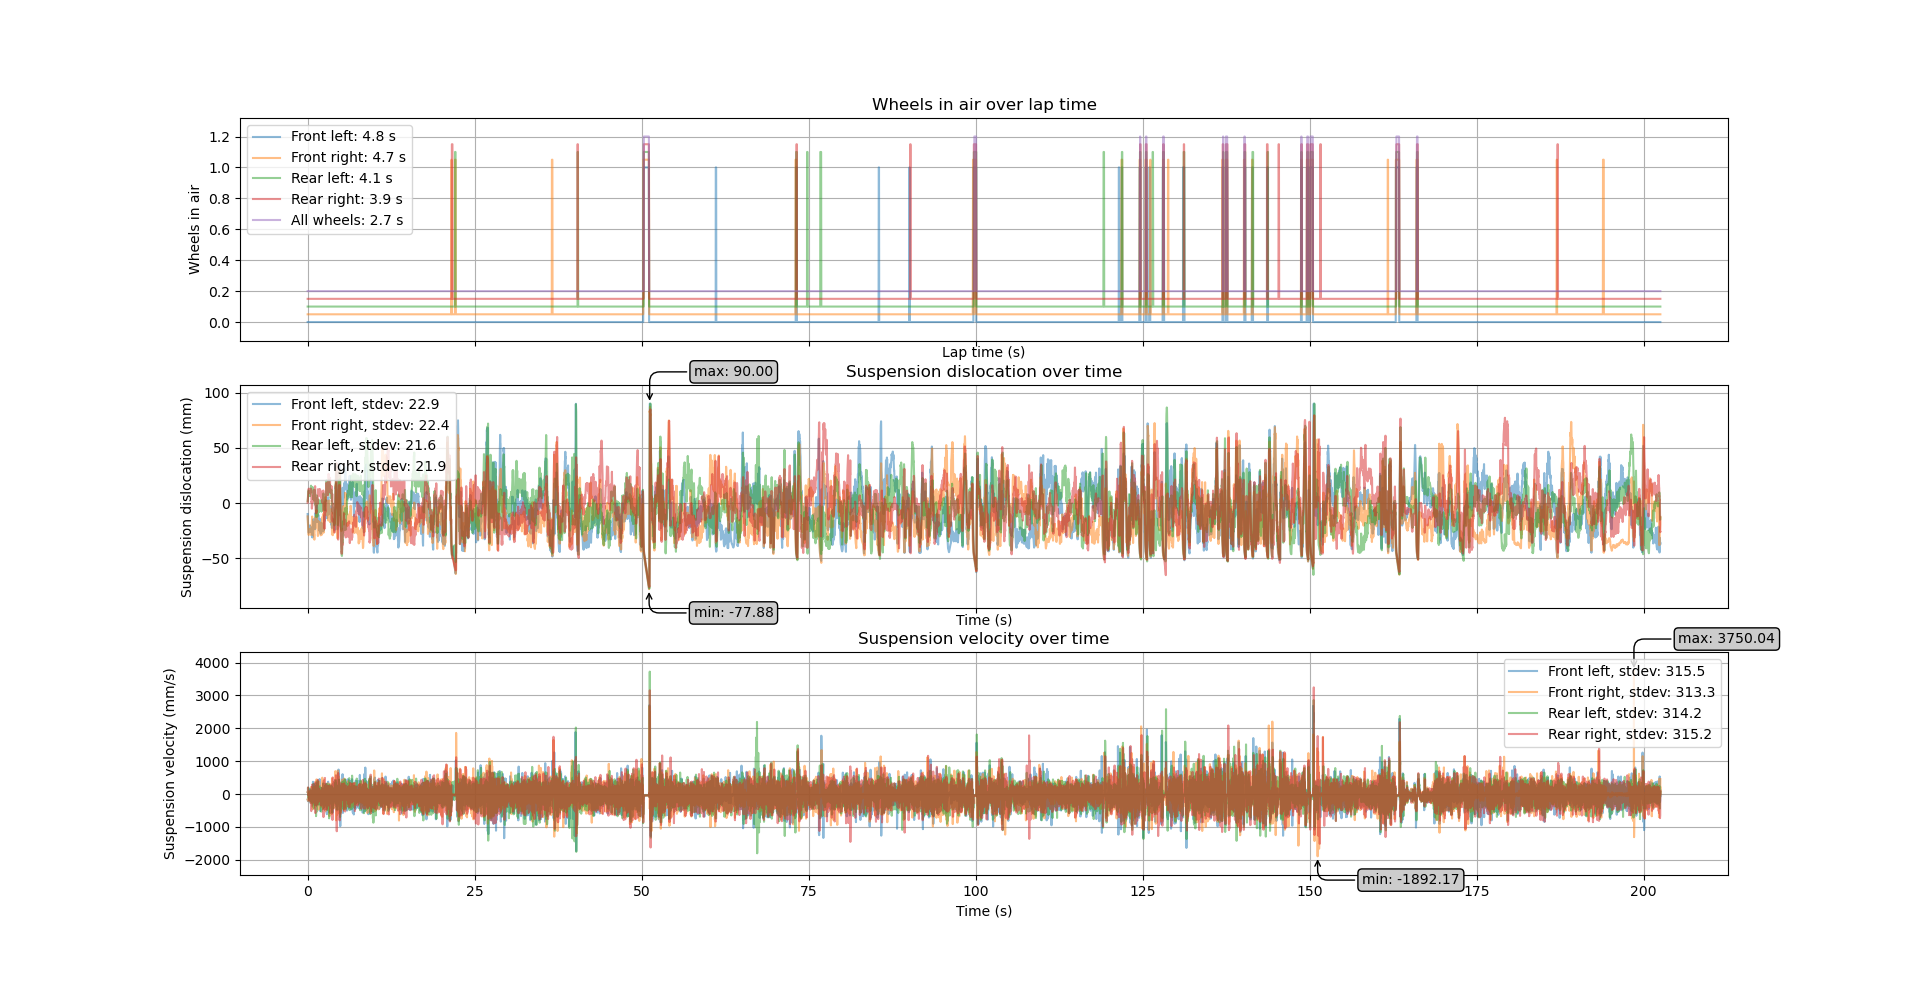 Wheels in air over lap time
Wheels in air
1.2
1.0
0.8
0.6
0.4
0.2
0.0
Front left: 4.8 s
Front right: 4.7 s
Rear left: 4.1 s
Rear right: 3.9 s
All wheels: 2.7 s
Lap time (s)
max: 90.00
Suspension dislocation over time
Suspension dislocation (mm)
100
50
0
−50
Front left, stdev: 22.9
Front right, stdev: 22.4
Rear left, stdev: 21.6
Rear right, stdev: 21.9
min: -77.88
Time (s)
Suspension velocity over time
max: 3750.04
Suspension velocity (mm/s)
4000
3000
2000
1000
0
−1000
−2000
Front left, stdev: 315.5
Front right, stdev: 313.3
Rear left, stdev: 314.2
Rear right, stdev: 315.2
min: -1892.17
0 25 50 75 100 125 150 175 200
Time (s)